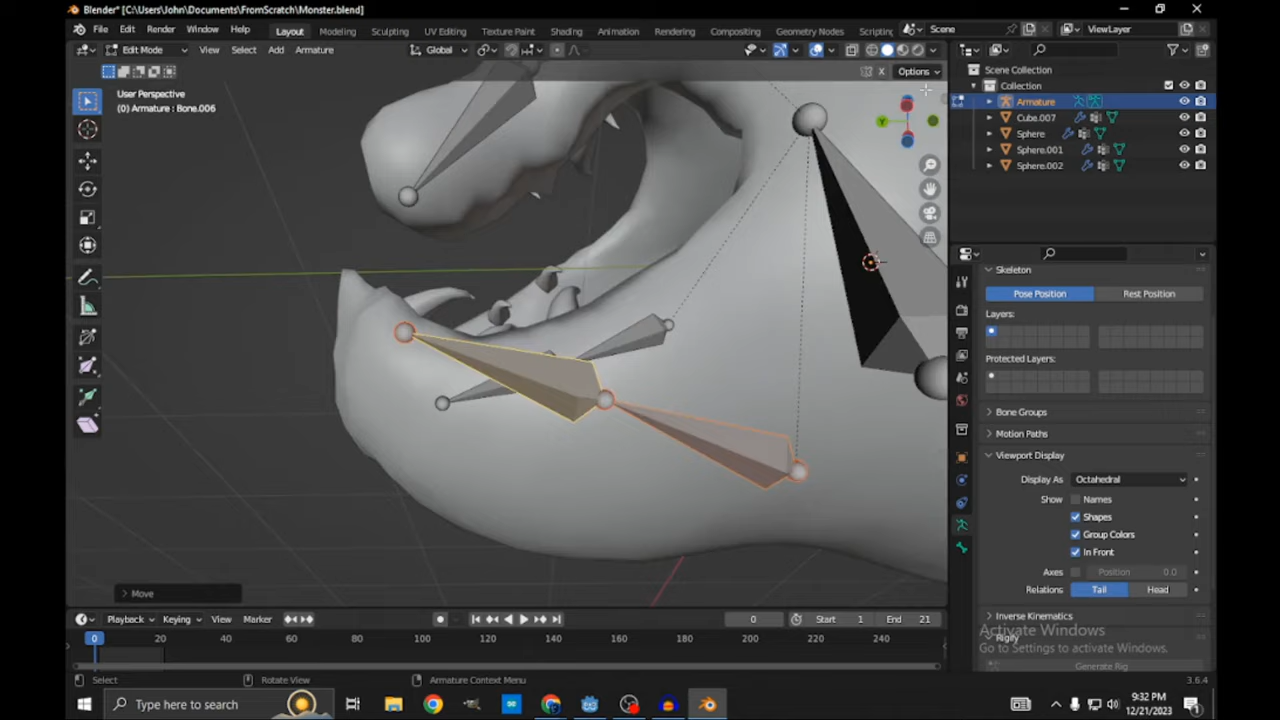 Blender* [C:\Users\John\Documents\FromScratch\Monster.blend]
File Edit Render Window Help Layout Modeling Sculpting UV Editing Texture Paint Shading Animation Rendering Compositing Geometry Nodes Scripting Scene ViewLayer
Edit Mode View Select Add Armature Global
Options
User Perspective
(0) Armature : Bone.006
Y
Scene Collection
Collection
Armature
Cube.007
Sphere
Sphere.001
Sphere.002
Skeleton
Pose Position Rest Position
Layers:
Protected Layers:
Bone Groups
Motion Paths
Viewport Display
Display As Octahedral
Show Names
Shapes
Group Colors
In Front
Axes Position 0.0
Relations Tail Head
Inverse Kinematics
Activate Windows
Rigify
Go to Settings to activate Windows.
Generate Rig
Move
Playback Keying View Marker 0 Start 1 End 21
0 20 40 60 80 100 120 140 160 180 200 220 240
Select Rotate View Armature Context Menu 3.6.4
Type here to search
9:32 PM
12/21/2023